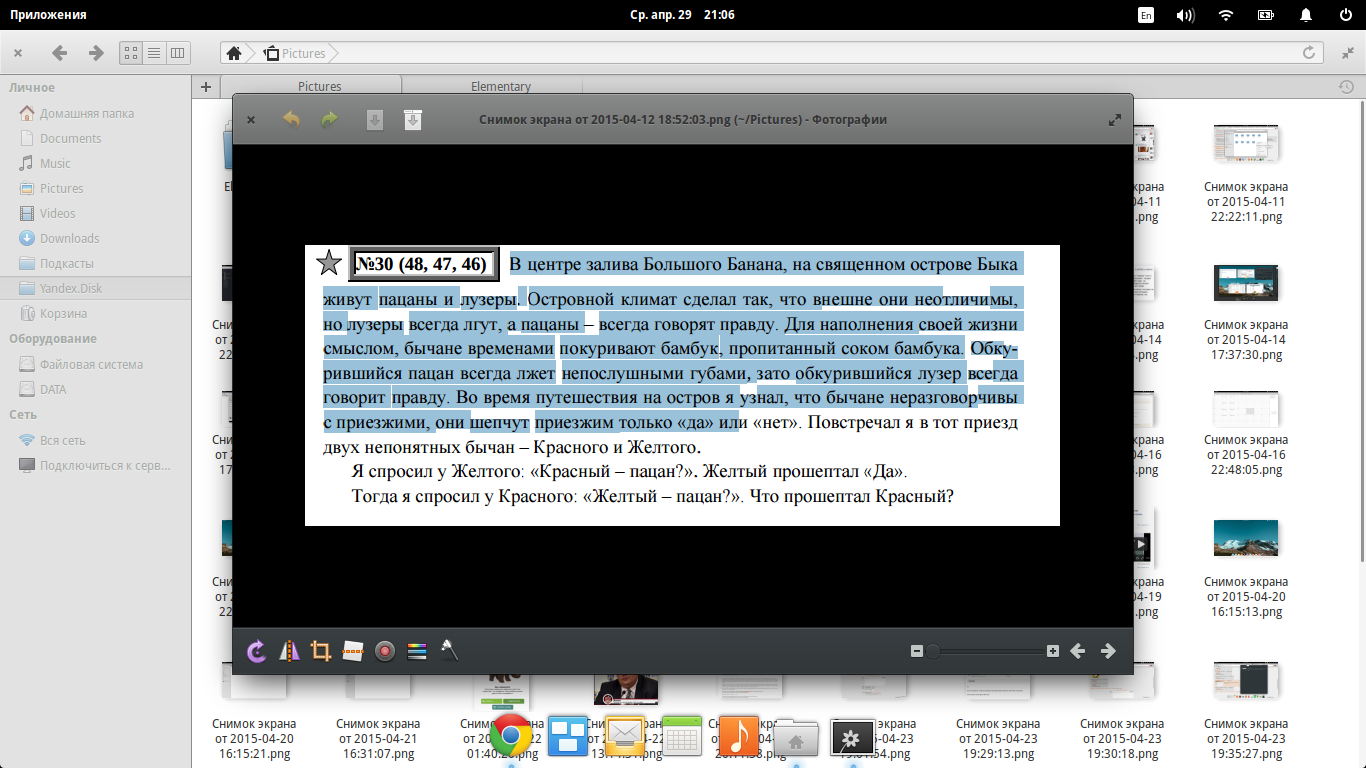 Приложения
Ср. апр. 29 21:06
En
Pictures
Личное
Домашняя папка
Documents
Music
Pictures
Videos
Downloads
Подкасты
Yandex.Disk
Корзина
Оборудование
Файловая система
DATA
Сеть
Вся сеть
Подключиться к серв...
Pictures
Elementary
Снимок экрана от 2015-04-12 18:52:03.png (~/Pictures) - Фотографии
№30 (48, 47, 46) В центре залива Большого Банана, на священном острове Быка
живут пацаны и лузеры. Островной климат сделал так, что внешне они неотличимы,
но лузеры всегда лгут, а пацаны – всегда говорят правду. Для наполнения своей жизни
смыслом, бычане временами покуривают бамбук, пропитанный соком бамбука. Обку-
рившийся пацан всегда лжет непослушными губами, зато обкурившийся лузер всегда
говорит правду. Во время путешествия на остров я узнал, что бычане неразговорчивы
с приезжими, они шепчут приезжим только «да» или «нет». Повстречал я в тот приезд
двух непонятных бычан – Красного и Желтого.
Я спросил у Желтого: «Красный – пацан?». Желтый прошептал «Да».
Тогда я спросил у Красного: «Желтый – пацан?». Что прошептал Красный?
Снимок экрана
от 2015-04-11
22:22:11.png
Снимок экрана
от 2015-04-14
17:37:30.png
Снимок экрана
от 2015-04-16
22:48:05.png
Снимок экрана
от 2015-04-20
16:15:13.png
Снимок экрана
от 2015-04-20
16:15:21.png
Снимок экрана
от 2015-04-21
16:31:07.png
Снимок экрана
от 2015-04-23
19:29:13.png
Снимок экрана
от 2015-04-23
19:30:18.png
Снимок экрана
от 2015-04-23
19:35:27.png